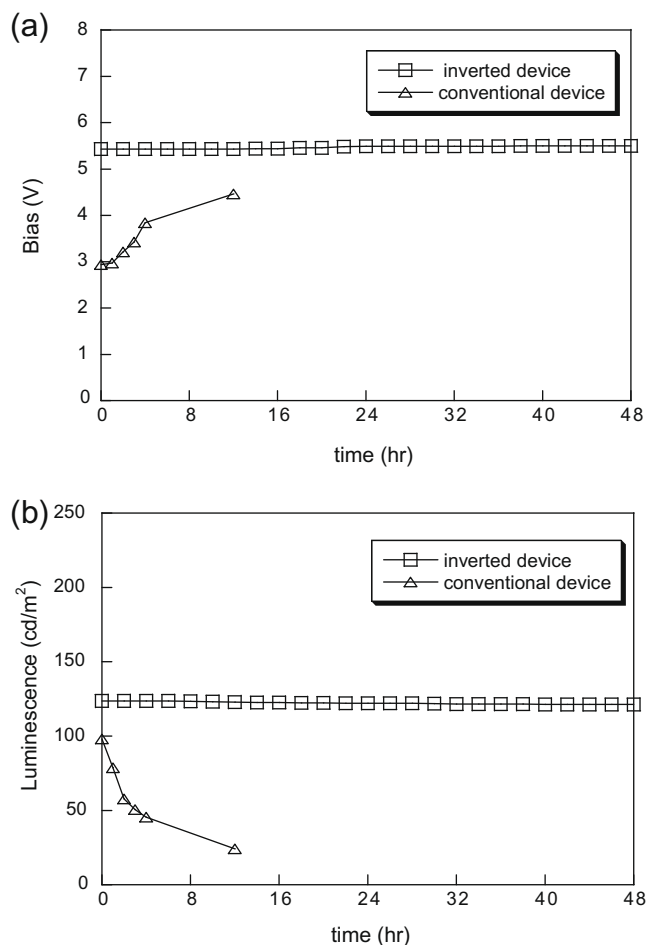 (a)
8
7
6
5
4
3
2
1
0
Bias (V)
inverted device
conventional device
0 8 16 24 32 40 48
time (hr)
(b)
250
200
150
100
50
0
Luminescence (cd/m²)
inverted device
conventional device
0 8 16 24 32 40 48
time (hr)